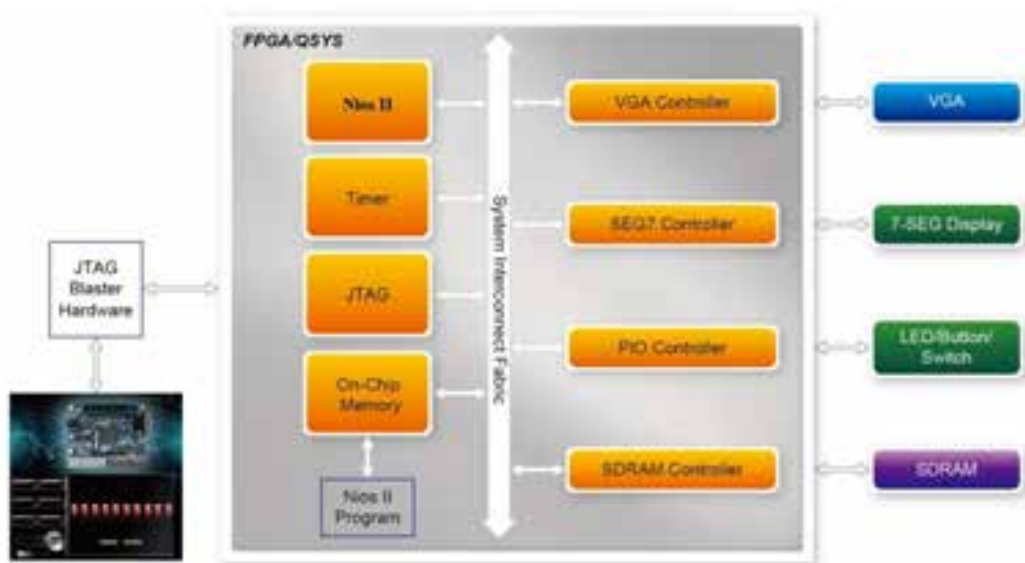 FPGA/QSYS
Nios II
Timer
JTAG
On-Chip
Memory
Nios II
Program
System Interconnect Fabric
VGA Controller
SEG7 Controller
PIO Controller
SDRAM Controller
VGA
7-SEG Display
LED/Button/
Switch
SDRAM
JTAG
Blaster
Hardware